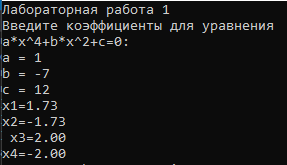 Лабораторная работа 1
Введите коэффициенты для уравнения
a*x^4+b*x^2+c=0:
a = 1
b = -7
c = 12
x1=1.73
x2=-1.73
 x3=2.00
x4=-2.00